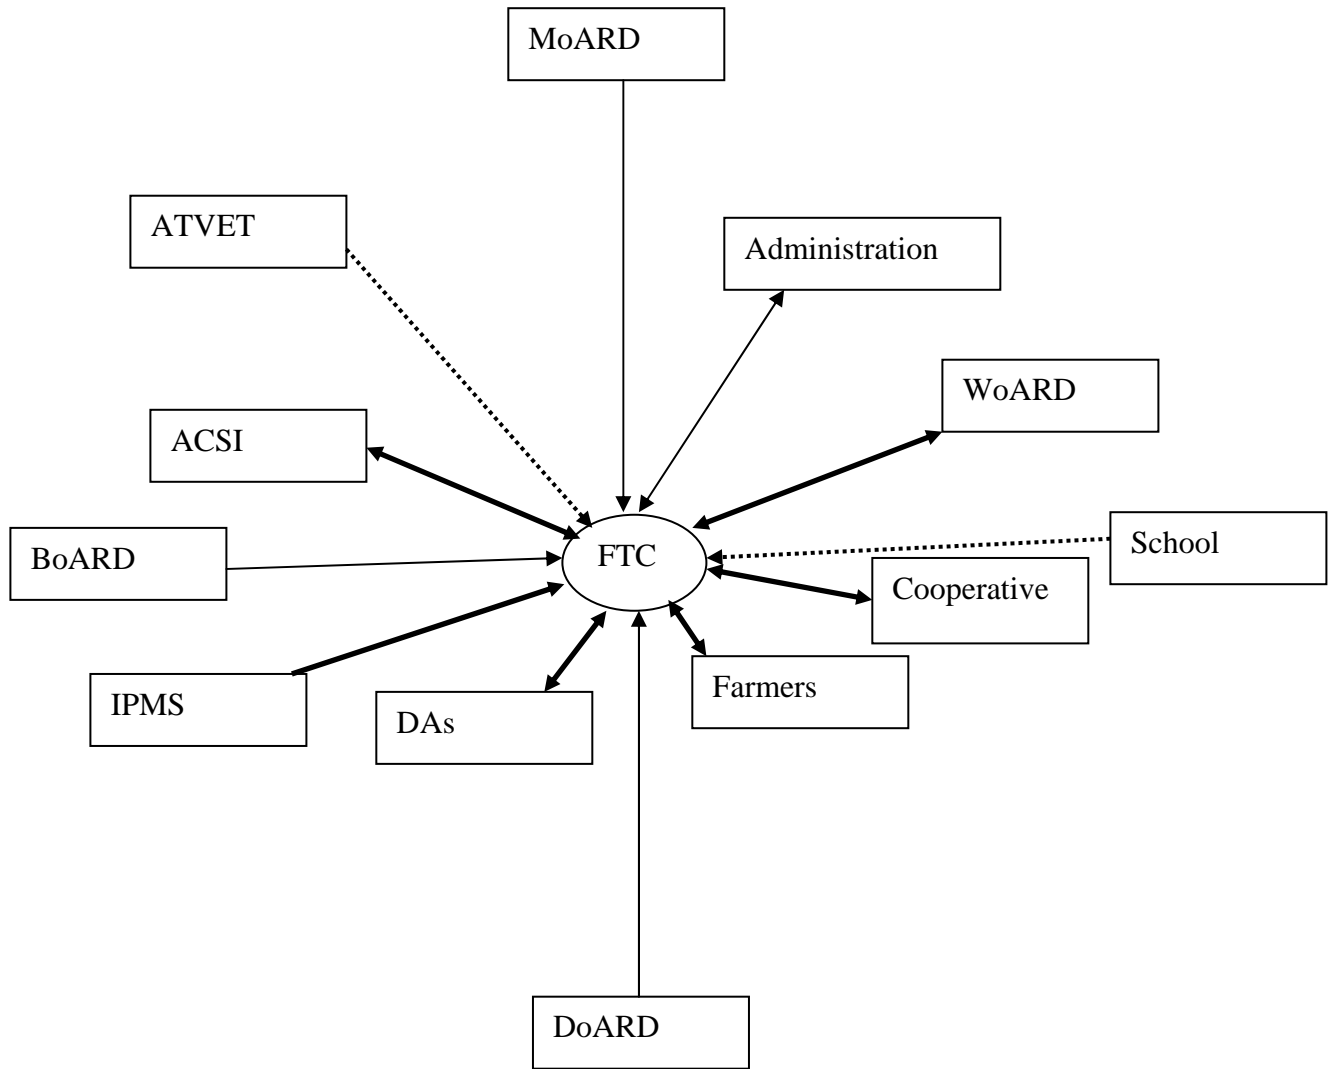 MoARD
ATVET
Administration
WoARD
ACSI
School
BoARD
FTC
Cooperative
IPMS
DAs
Farmers
DoARD